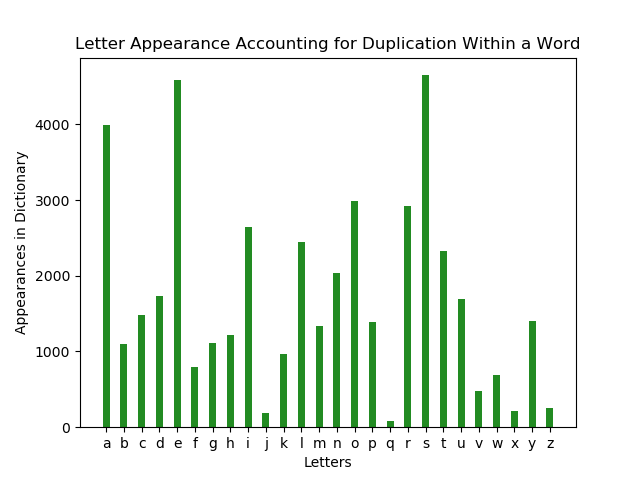 Letter Appearance Accounting for Duplication Within a Word
Appearances in Dictionary
4000
3000
2000
1000
0
a b c d e f g h i j k l m n o p q r s t u v w x y z
Letters